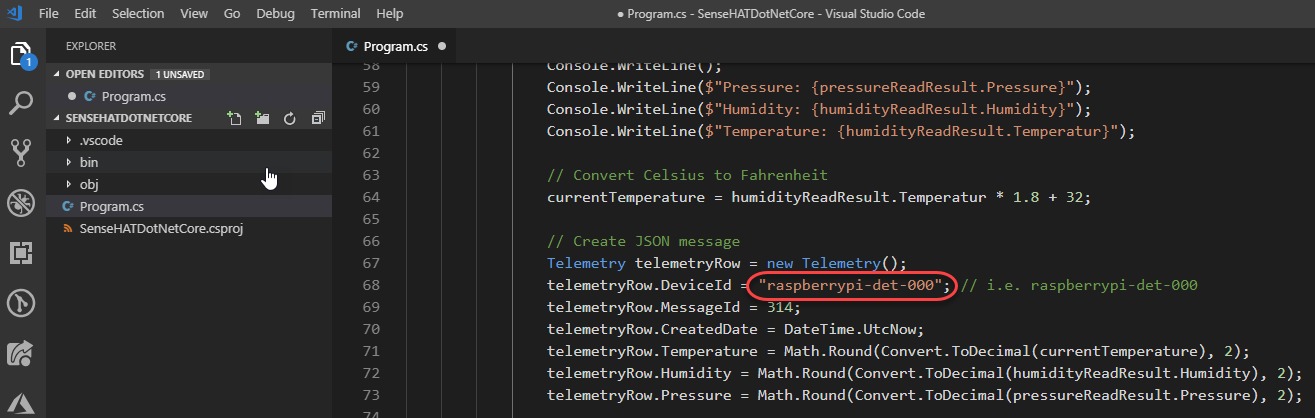 File Edit Selection View Go Debug Terminal Help ● Program.cs - SenseHATDotNetCore - Visual Studio Code
EXPLORER
OPEN EDITORS 1 UNSAVED
● C# Program.cs
SENSEHATDOTNETCORE
.vscode
bin
obj
C# Program.cs
SenseHATDotNetCore.csproj
1
C# Program.cs ●
58 Console.WriteLine();
59 Console.WriteLine($"Pressure: {pressureReadResult.Pressure}");
60 Console.WriteLine($"Humidity: {humidityReadResult.Humidity}");
61 Console.WriteLine($"Temperature: {humidityReadResult.Temperatur}");
62
63 // Convert Celsius to Fahrenheit
64 currentTemperature = humidityReadResult.Temperatur * 1.8 + 32;
65
66 // Create JSON message
67 Telemetry telemetryRow = new Telemetry();
68 telemetryRow.DeviceId = "raspberrypi-det-000"; // i.e. raspberrypi-det-000
69 telemetryRow.MessageId = 314;
70 telemetryRow.CreatedDate = DateTime.UtcNow;
71 telemetryRow.Temperature = Math.Round(Convert.ToDecimal(currentTemperature), 2);
72 telemetryRow.Humidity = Math.Round(Convert.ToDecimal(humidityReadResult.Humidity), 2);
73 telemetryRow.Pressure = Math.Round(Convert.ToDecimal(pressureReadResult.Pressure), 2);
74